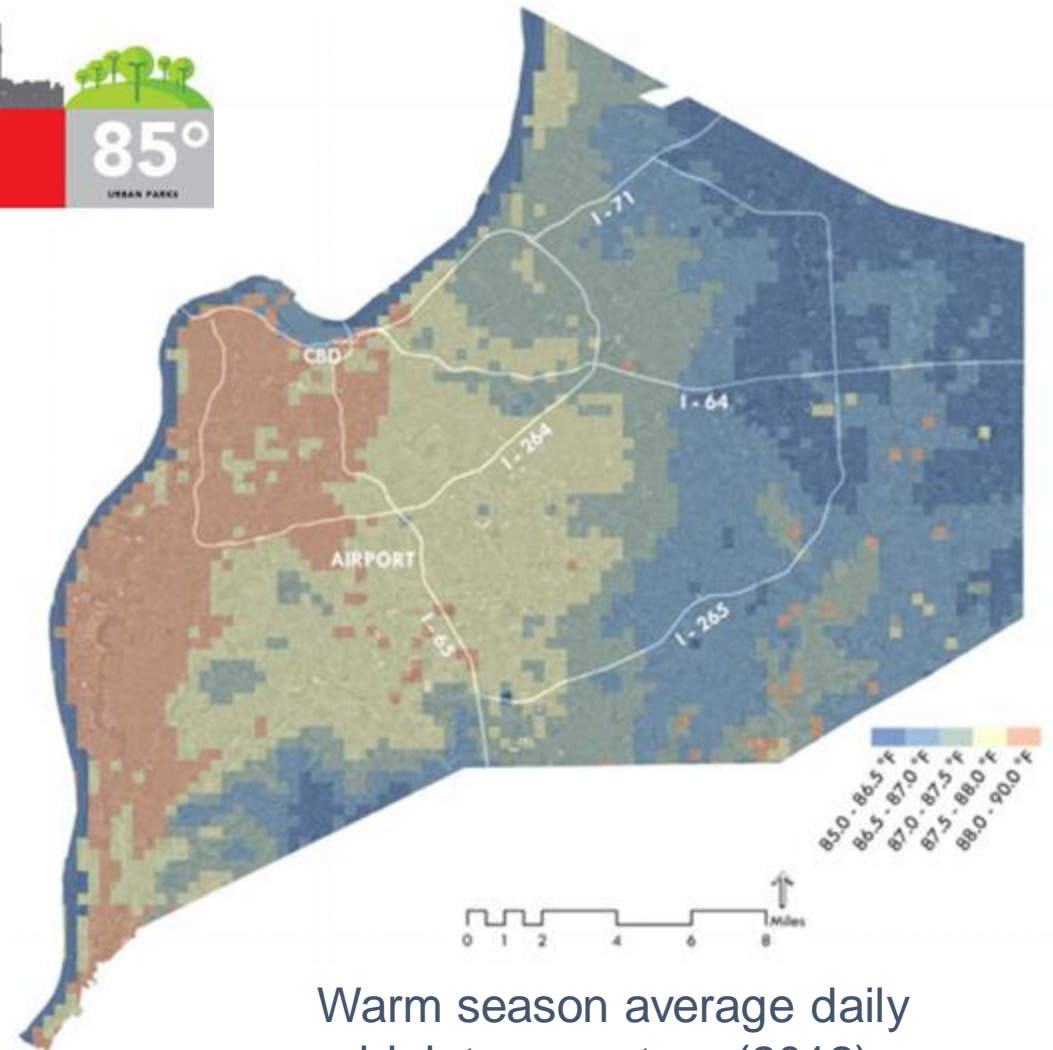 85°
URBAN PARKS
I - 71
CBD
I - 64
I - 264
AIRPORT
I - 65
I - 265
85.0 - 86.5 °F
86.5 - 87.0 °F
87.0 - 87.5 °F
87.5 - 88.0 °F
88.0 - 90.0 °F
Miles
0 1 2 4 6 8
Warm season average daily